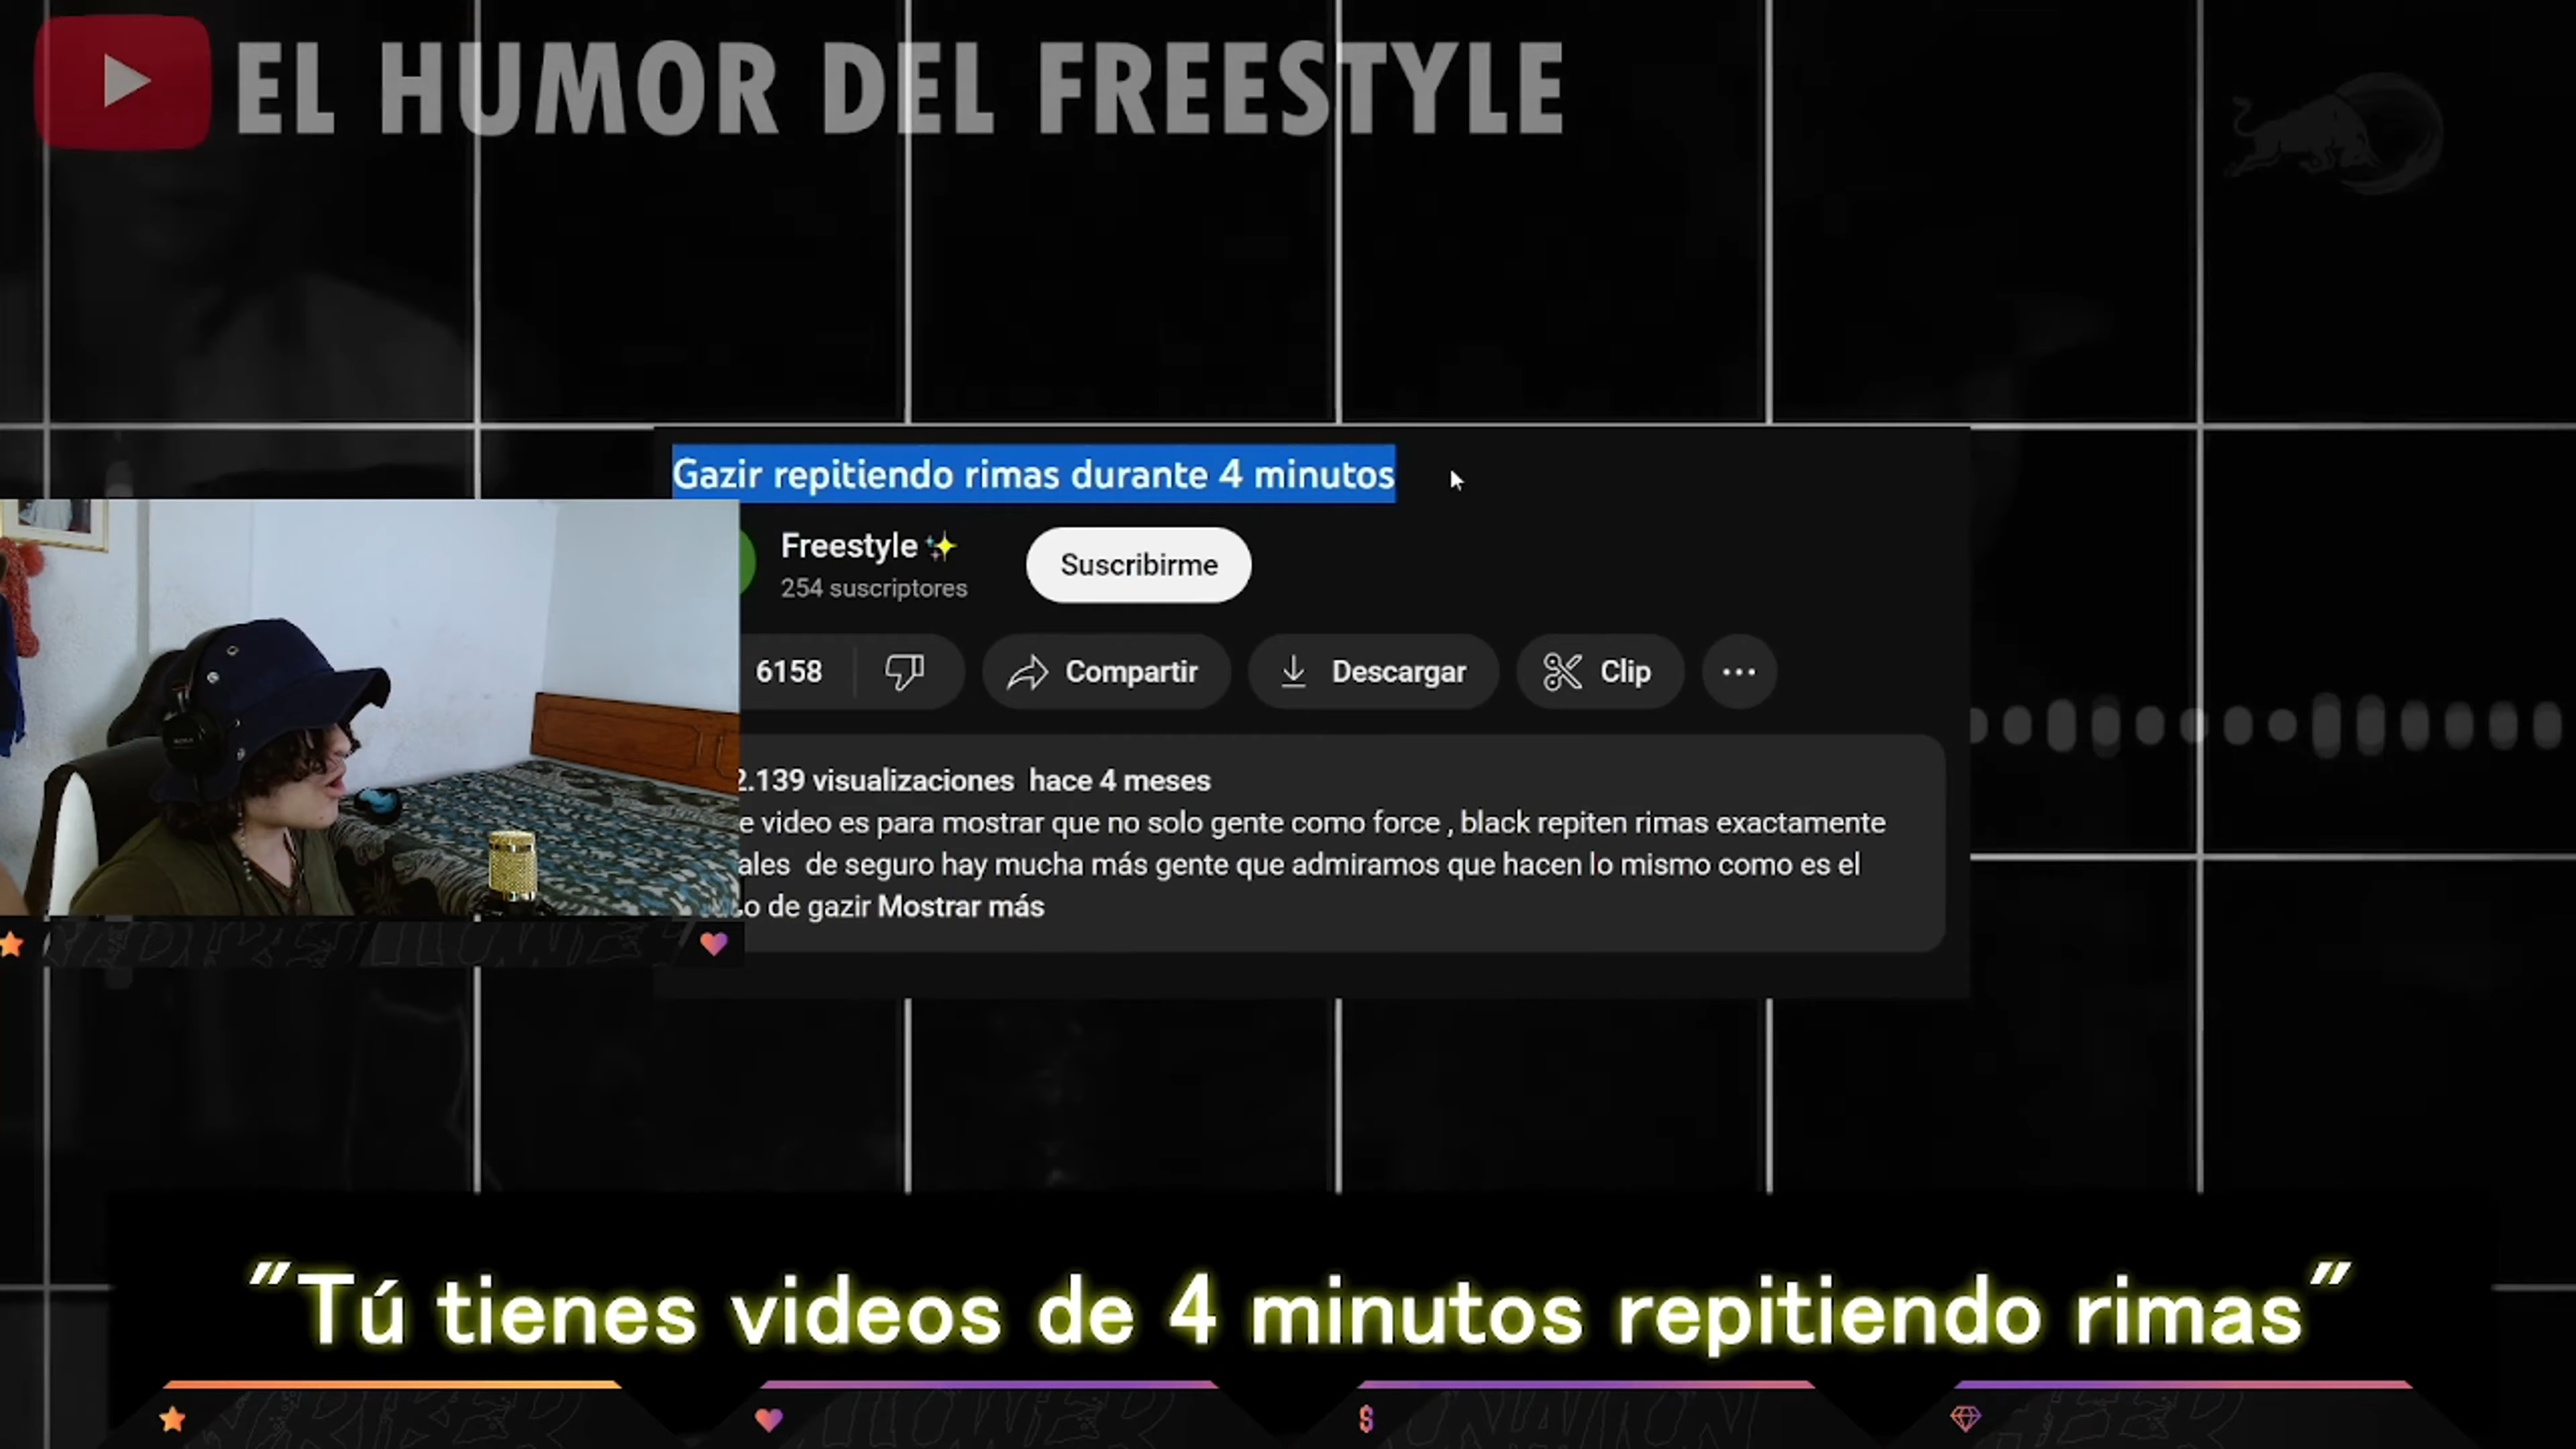 EL HUMOR DEL FREESTYLE
Gazir repitiendo rimas durante 4 minutos
Freestyle✨
254 suscriptores
Suscribirme
6158
Compartir
Descargar
Clip
2.139 visualizaciones hace 4 meses
e video es para mostrar que no solo gente como force , black repiten rimas exactamente
ales de seguro hay mucha más gente que admiramos que hacen lo mismo como es el
o de gazir Mostrar más
"Tú tienes videos de 4 minutos repitiendo rimas"